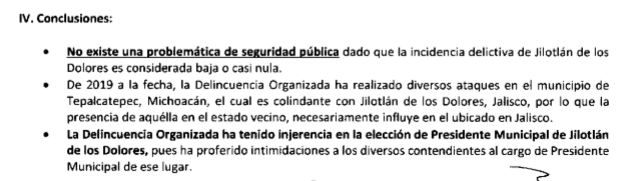 IV. Conclusiones:
• No existe una problemática de seguridad pública dado que la incidencia delictiva de Jilotlán de los
Dolores es considerada baja o casi nula.
• De 2019 a la fecha, la Delincuencia Organizada ha realizado diversos ataques en el municipio de
Tepalcatepec, Michoacán, el cual es colindante con Jilotlán de los Dolores, Jalisco, por lo que la
presencia de aquélla en el estado vecino, necesariamente influye en el ubicado en Jalisco.
• La Delincuencia Organizada ha tenido injerencia en la elección de Presidente Municipal de Jilotlán
de los Dolores, pues ha proferido intimidaciones a los diversos contendientes al cargo de Presidente
Municipal de ese lugar.